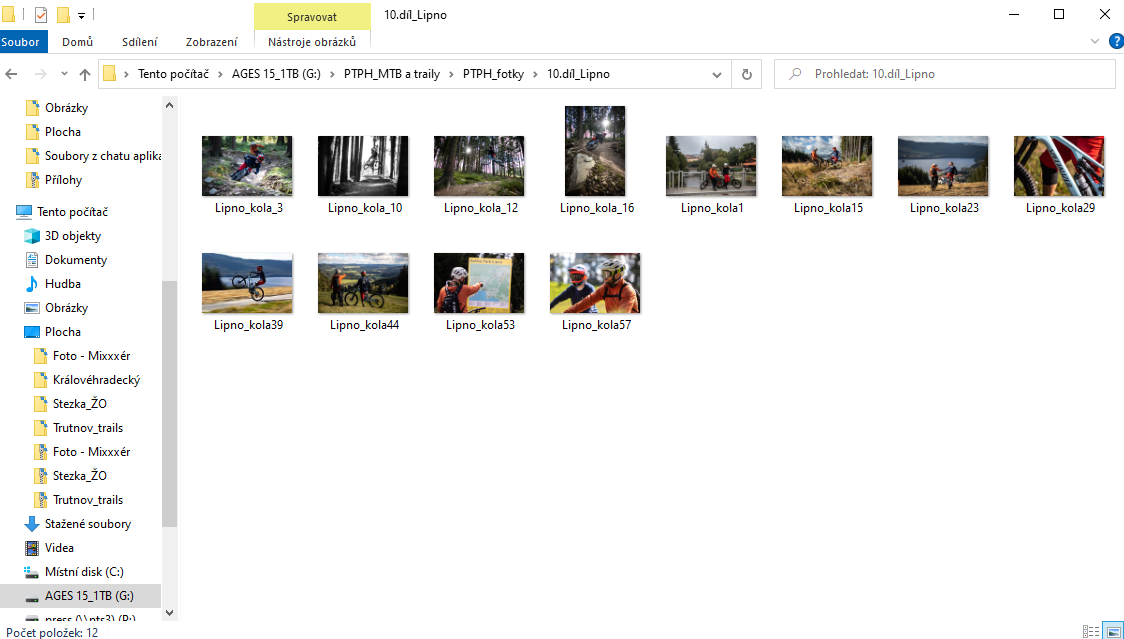 Spravovat
10.díl_Lipno
Soubor
Domů
Sdílení
Zobrazení
Nástroje obrázků
?
Tento počítač
AGES 15_1TB (G:)
PTPH_MTB a traily
PTPH_fotky
10.díl_Lipno
Prohledat: 10.díl_Lipno
Obrázky
Plocha
Soubory z chatu aplika
Přílohy
Tento počítač
3D objekty
Dokumenty
Hudba
Obrázky
Plocha
Foto - Mixxxér
Královéhradecký
Stezka_ŽO
Trutnov_trails
Foto - Mixxxér
Stezka_ŽO
Trutnov_trails
Stažené soubory
Videa
Místní disk (C:)
AGES 15_1TB (G:)
Lipno_kola_3
Lipno_kola_10
Lipno_kola_12
Lipno_kola_16
Lipno_kola1
Lipno_kola15
Lipno_kola23
Lipno_kola29
Lipno_kola39
Lipno_kola44
Lipno_kola53
Lipno_kola57
Počet položek: 12